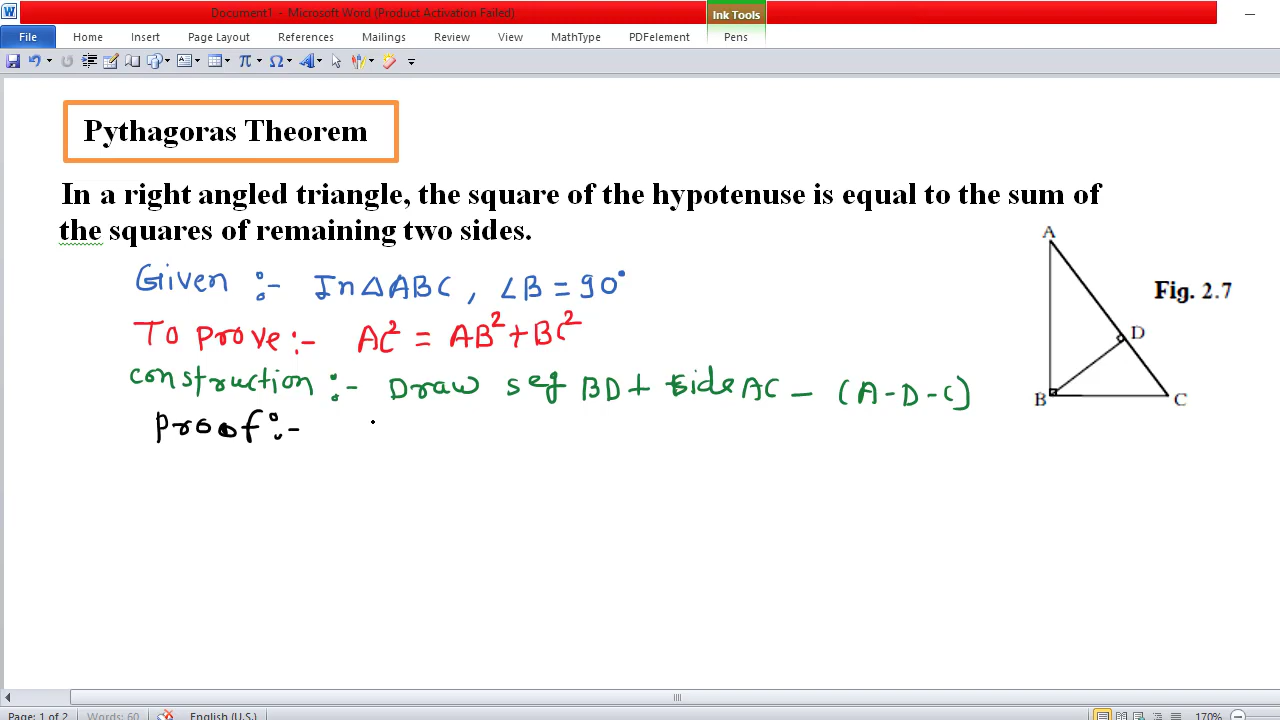 Document1 - Microsoft Word (Product Activation Failed)
Ink Tools
File Home Insert Page Layout References Mailings Review View MathType PDFelement Pens
Pythagoras Theorem
In a right angled triangle, the square of the hypotenuse is equal to the sum of
the squares of remaining two sides.
A
Given :- In △ABC, ∠B = 90°
Fig. 2.7
To prove :- AC² = AB² + BC²
D
construction :- Draw seg BD ⊥ side AC - (A-D-C)
B C
Proof :-
Page: 1 of 2 Words: 60 English (U.S.) 170%